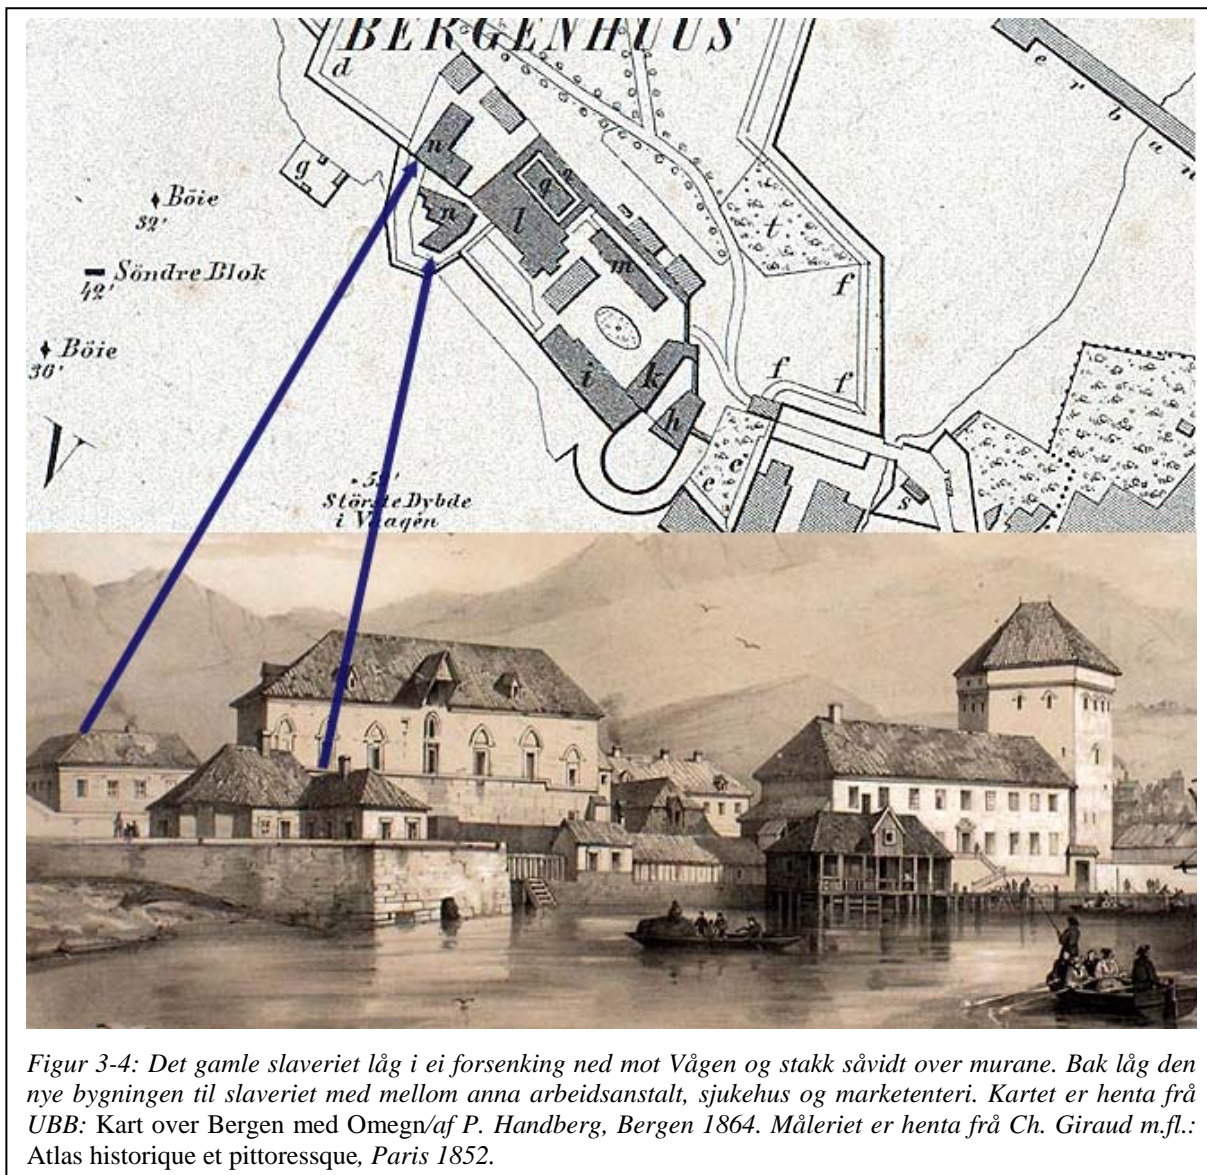 BERGENHUUS
d
e r b a n
n
g
q
Böie
32'
n
l
t
m
Söndre Blok
42'
f
Böie
36'
i
k
f
f
h
e
e
s
Störste Dybde
i Vaagén
Figur 3-4: Det gamle slaveriet låg i ei forsenking ned mot Vågen og stakk såvidt over murane. Bak låg den
nye bygningen til slaveriet med mellom anna arbeidsanstalt, sjukehus og marketenteri. Kartet er henta frå
UBB: Kart over Bergen med Omegn/af P. Handberg, Bergen 1864. Måleriet er henta frå Ch. Giraud m.fl.:
Atlas historique et pittoressque, Paris 1852.